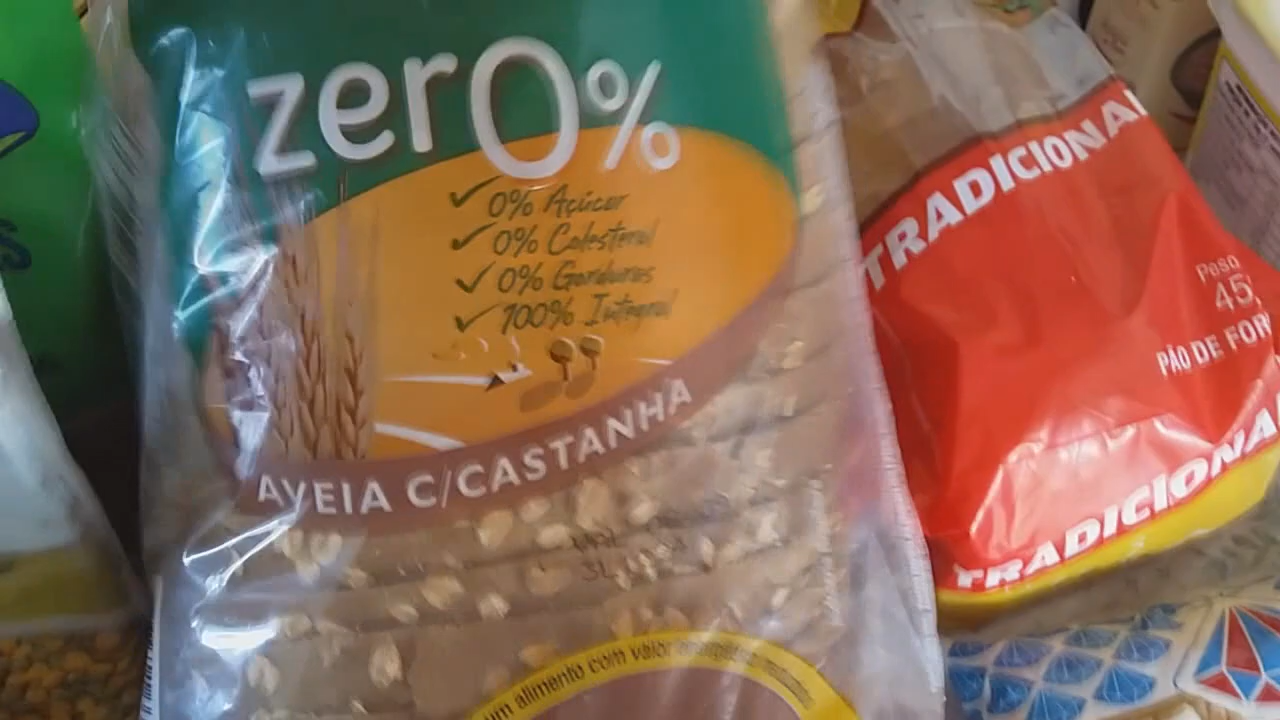 zer0%
0% Açúcar
0% Colesterol
0% Gorduras
100% Integral
AVEIA C/CASTANHA
um alimento com valor
TRADICIONAL
Peso
45
PÃO DE FOR
TRADICIONAL